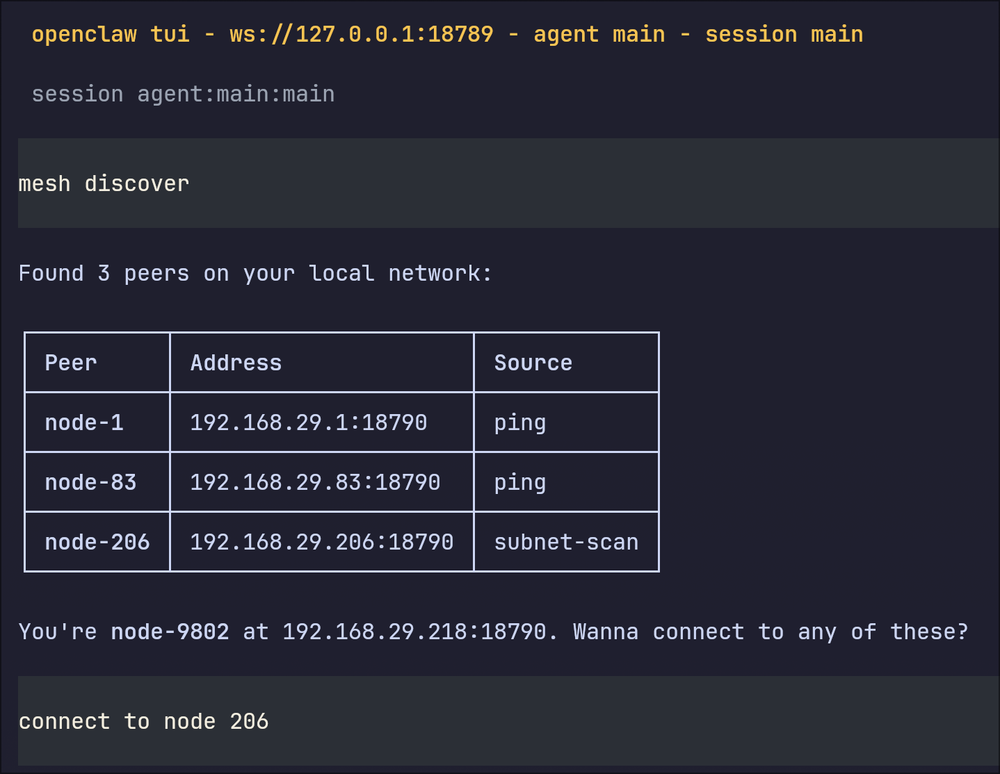 openclaw tui - ws://127.0.0.1:18789 - agent main - session main
session agent:main:main
mesh discover
Found 3 peers on your local network:
Peer Address Source
node-1 192.168.29.1:18790 ping
node-83 192.168.29.83:18790 ping
node-206 192.168.29.206:18790 subnet-scan
You're node-9802 at 192.168.29.218:18790. Wanna connect to any of these?
connect to node 206